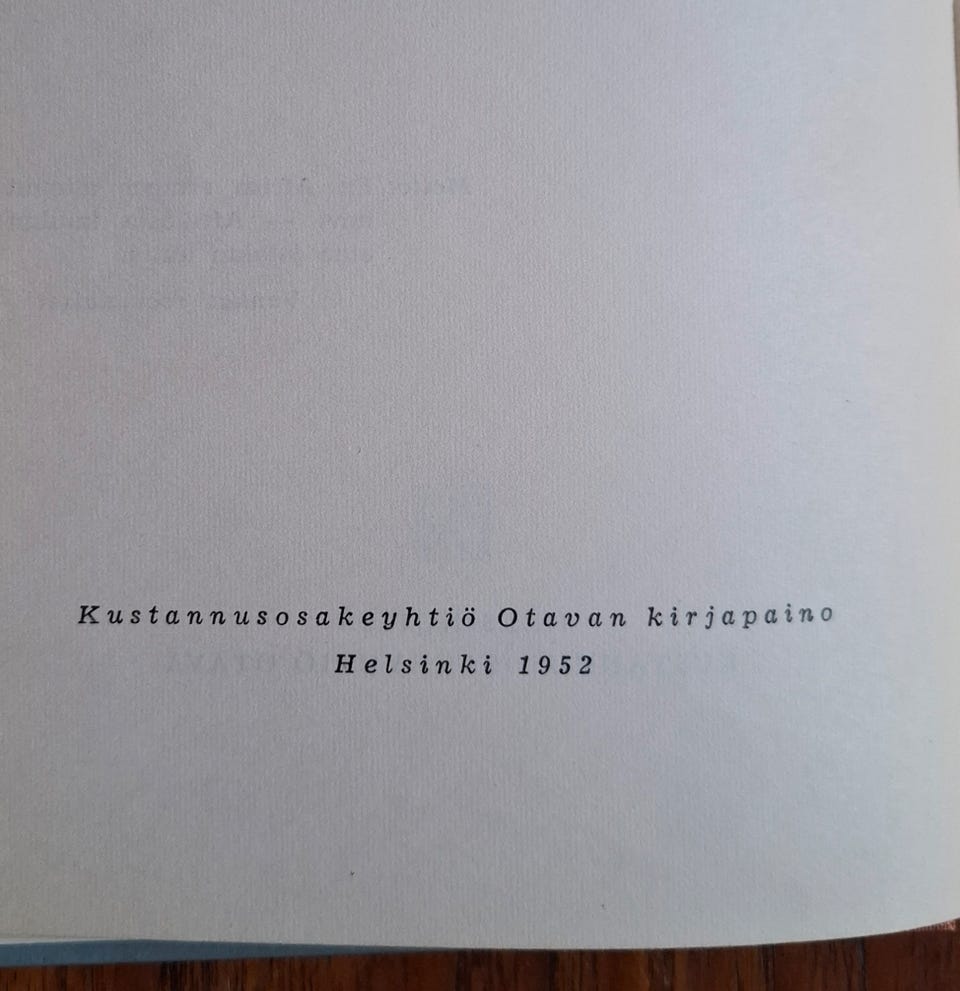 Kustannusosakeyhtiö Otavan kirjapaino
Helsinki 1952